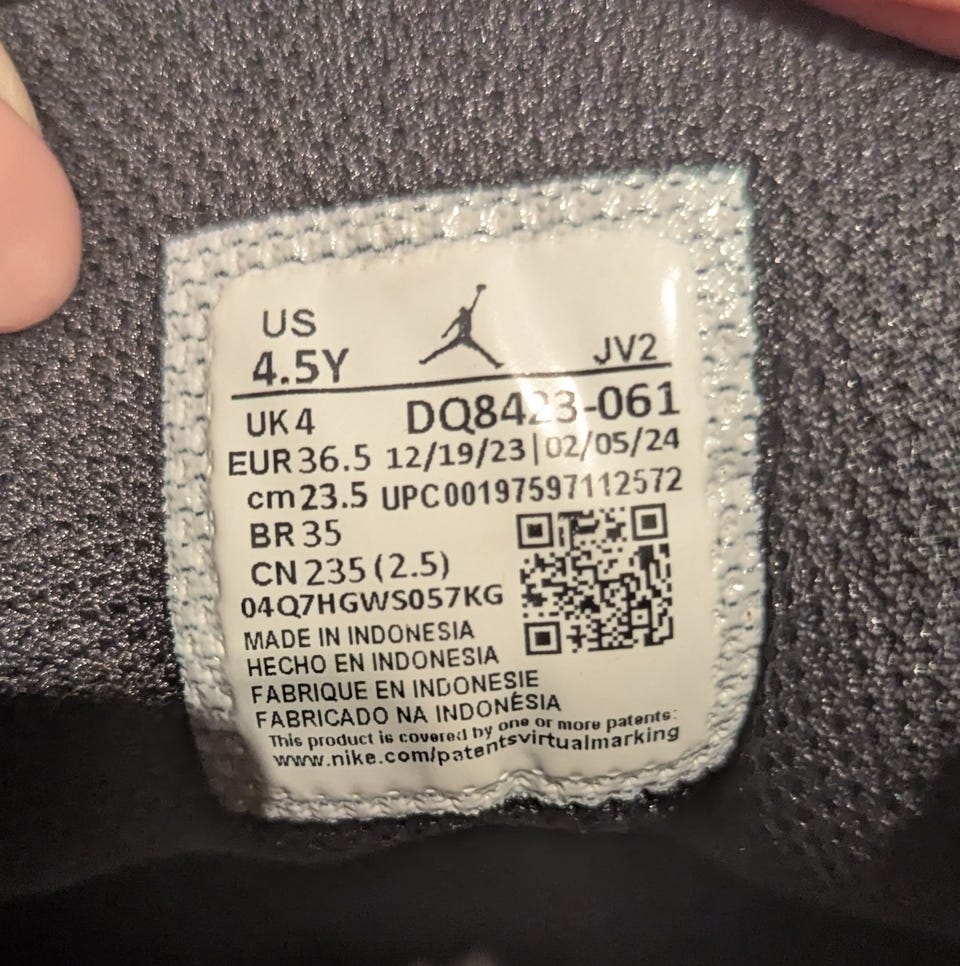 US
4.5Y JV2
UK 4 DQ8423-061
EUR 36.5 12/19/23|02/05/24
cm 23.5 UPC00197597112572
BR 35
CN 235 (2.5)
04Q7HGWS057KG
MADE IN INDONESIA
HECHO EN INDONESIA
FABRIQUE EN INDONESIE
FABRICADO NA INDONÉSIA
This product is covered by one or more patents:
www.nike.com/patentsvirtualmarking